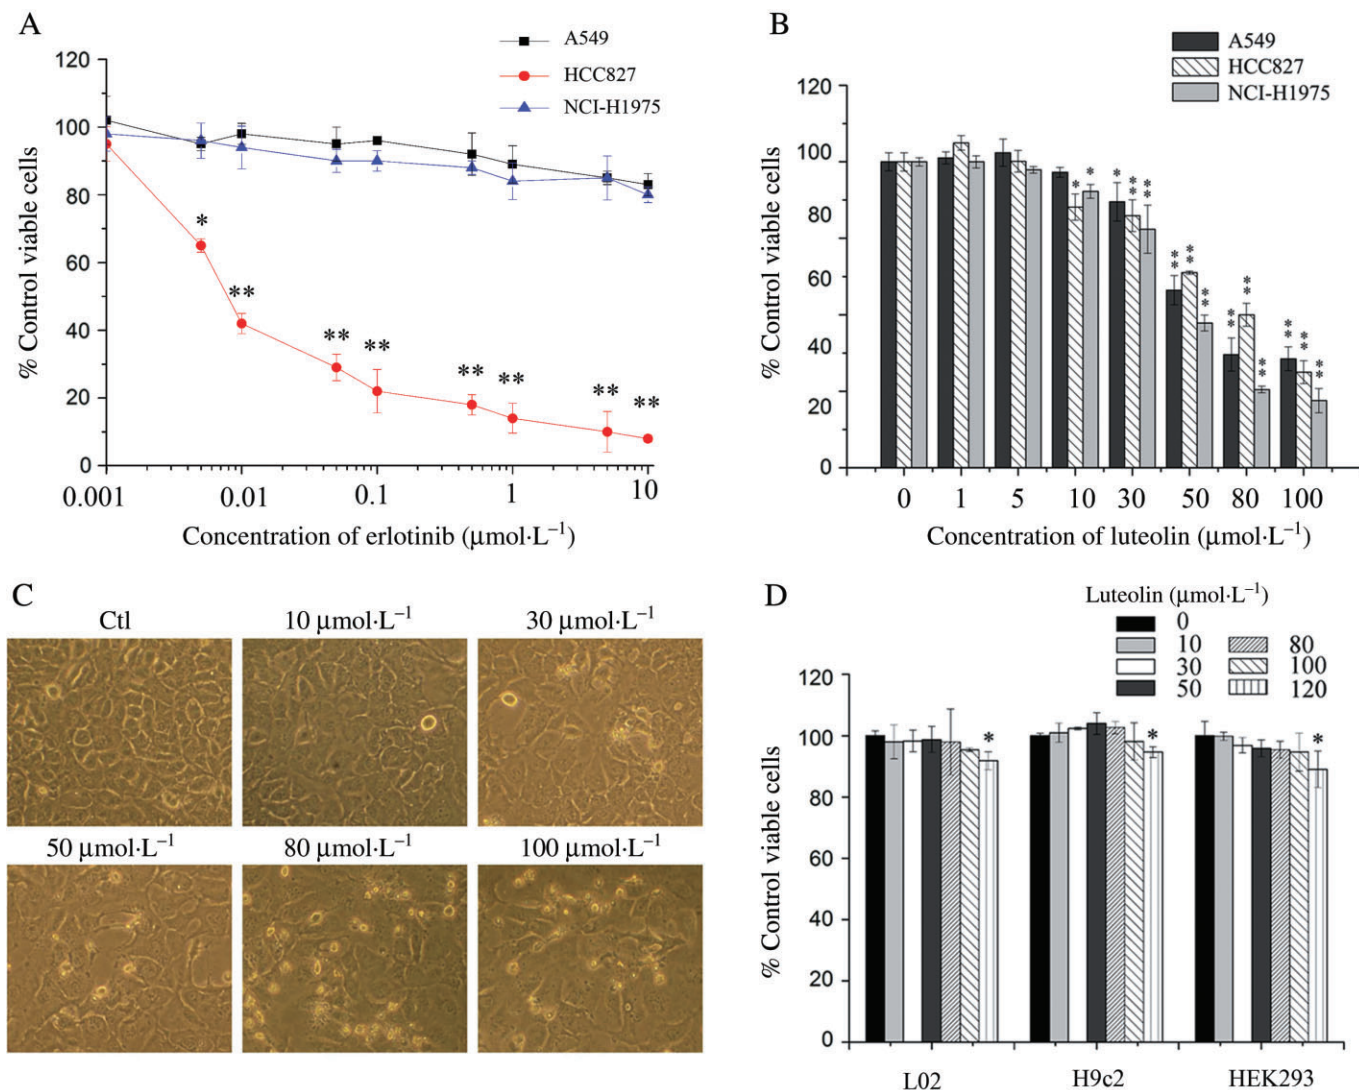 A
A549
HCC827
NCI-H1975
% Control viable cells
120
100
80
60
40
20
0
*
**
**
**
**
**
**
**
0.001
0.01
0.1
1
10
Concentration of erlotinib (μmol·L⁻¹)
B
A549
HCC827
NCI-H1975
% Control viable cells
120
100
80
60
40
20
0
* * * ** **
** ** **
** ** **
** ** **
0 1 5 10 30 50 80 100
Concentration of luteolin (μmol·L⁻¹)
C
Ctl
10 μmol·L⁻¹
30 μmol·L⁻¹
50 μmol·L⁻¹
80 μmol·L⁻¹
100 μmol·L⁻¹
D
Luteolin (μmol·L⁻¹)
0
10 80
30 100
50 120
% Control viable cells
120
100
80
60
40
20
0
* * *
L02 H9c2 HEK293